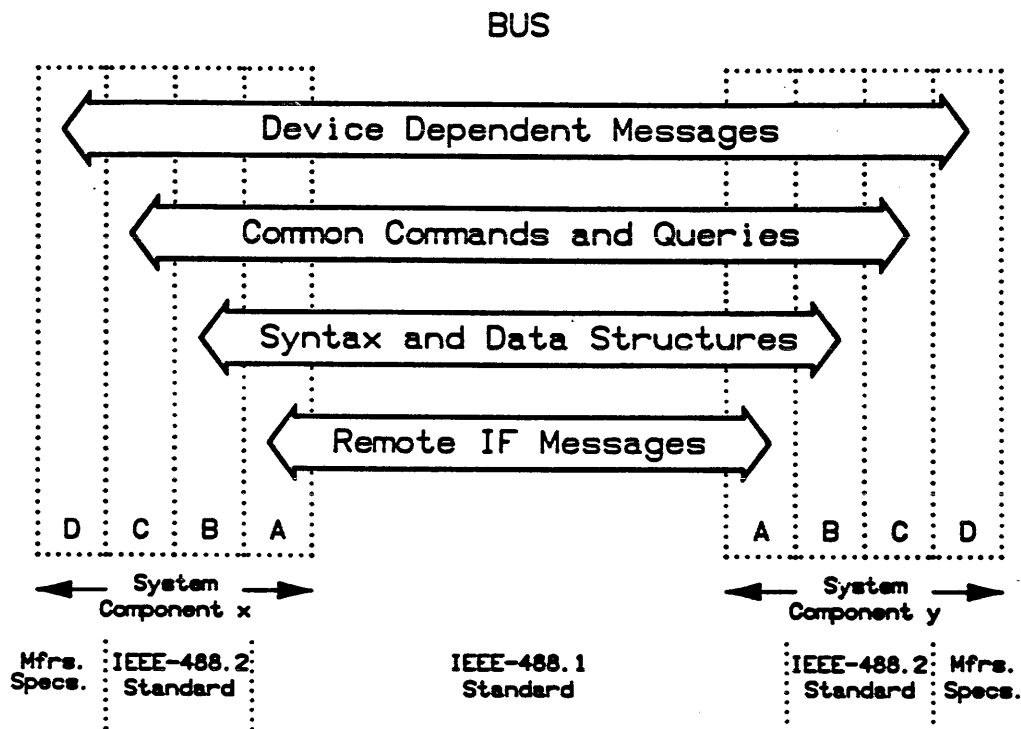 BUS
Device Dependent Messages
Common Commands and Queries
Syntax and Data Structures
Remote IF Messages
D C B A
A B C D
System
Component x
System
Component y
Mfrs.
Specs.
IEEE-488.2
Standard
IEEE-488.1
Standard
IEEE-488.2
Standard
Mfrs.
Specs.